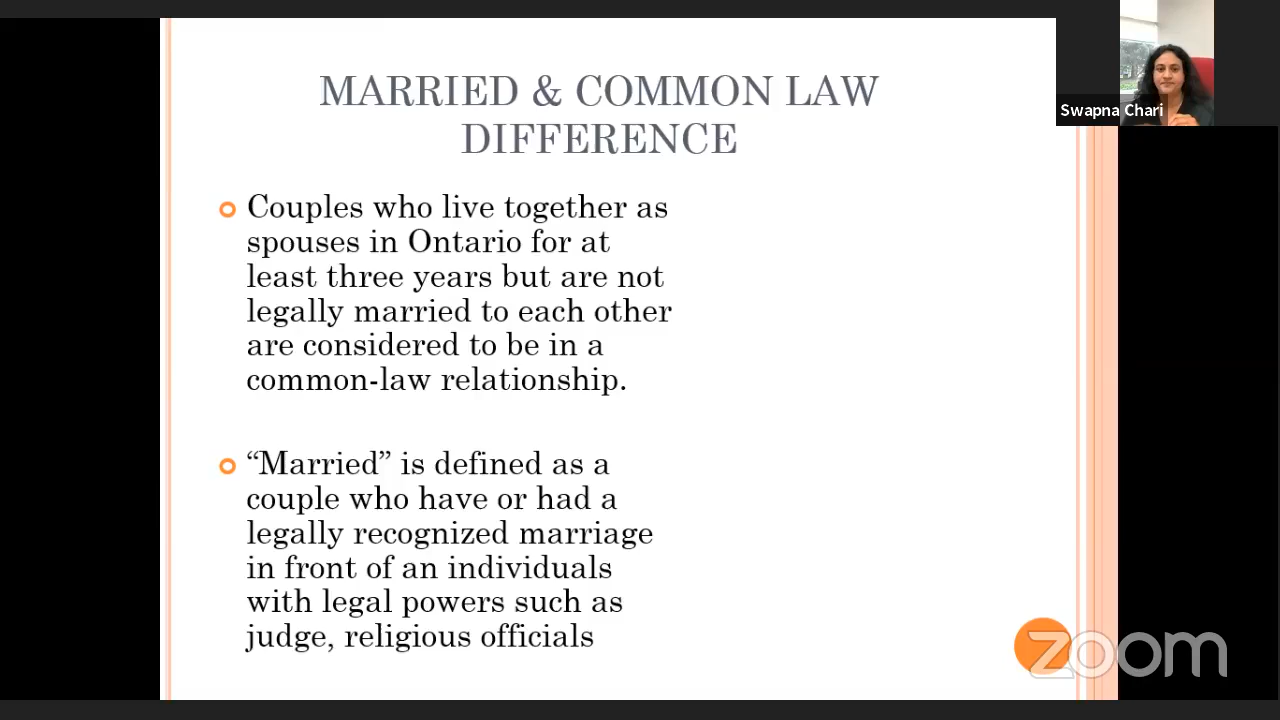 MARRIED & COMMON LAW
DIFFERENCE
Swapna Chari
Couples who live together as
spouses in Ontario for at
least three years but are not
legally married to each other
are considered to be in a
common-law relationship.
“Married” is defined as a
couple who have or had a
legally recognized marriage
in front of an individuals
with legal powers such as
judge, religious officials
zoom